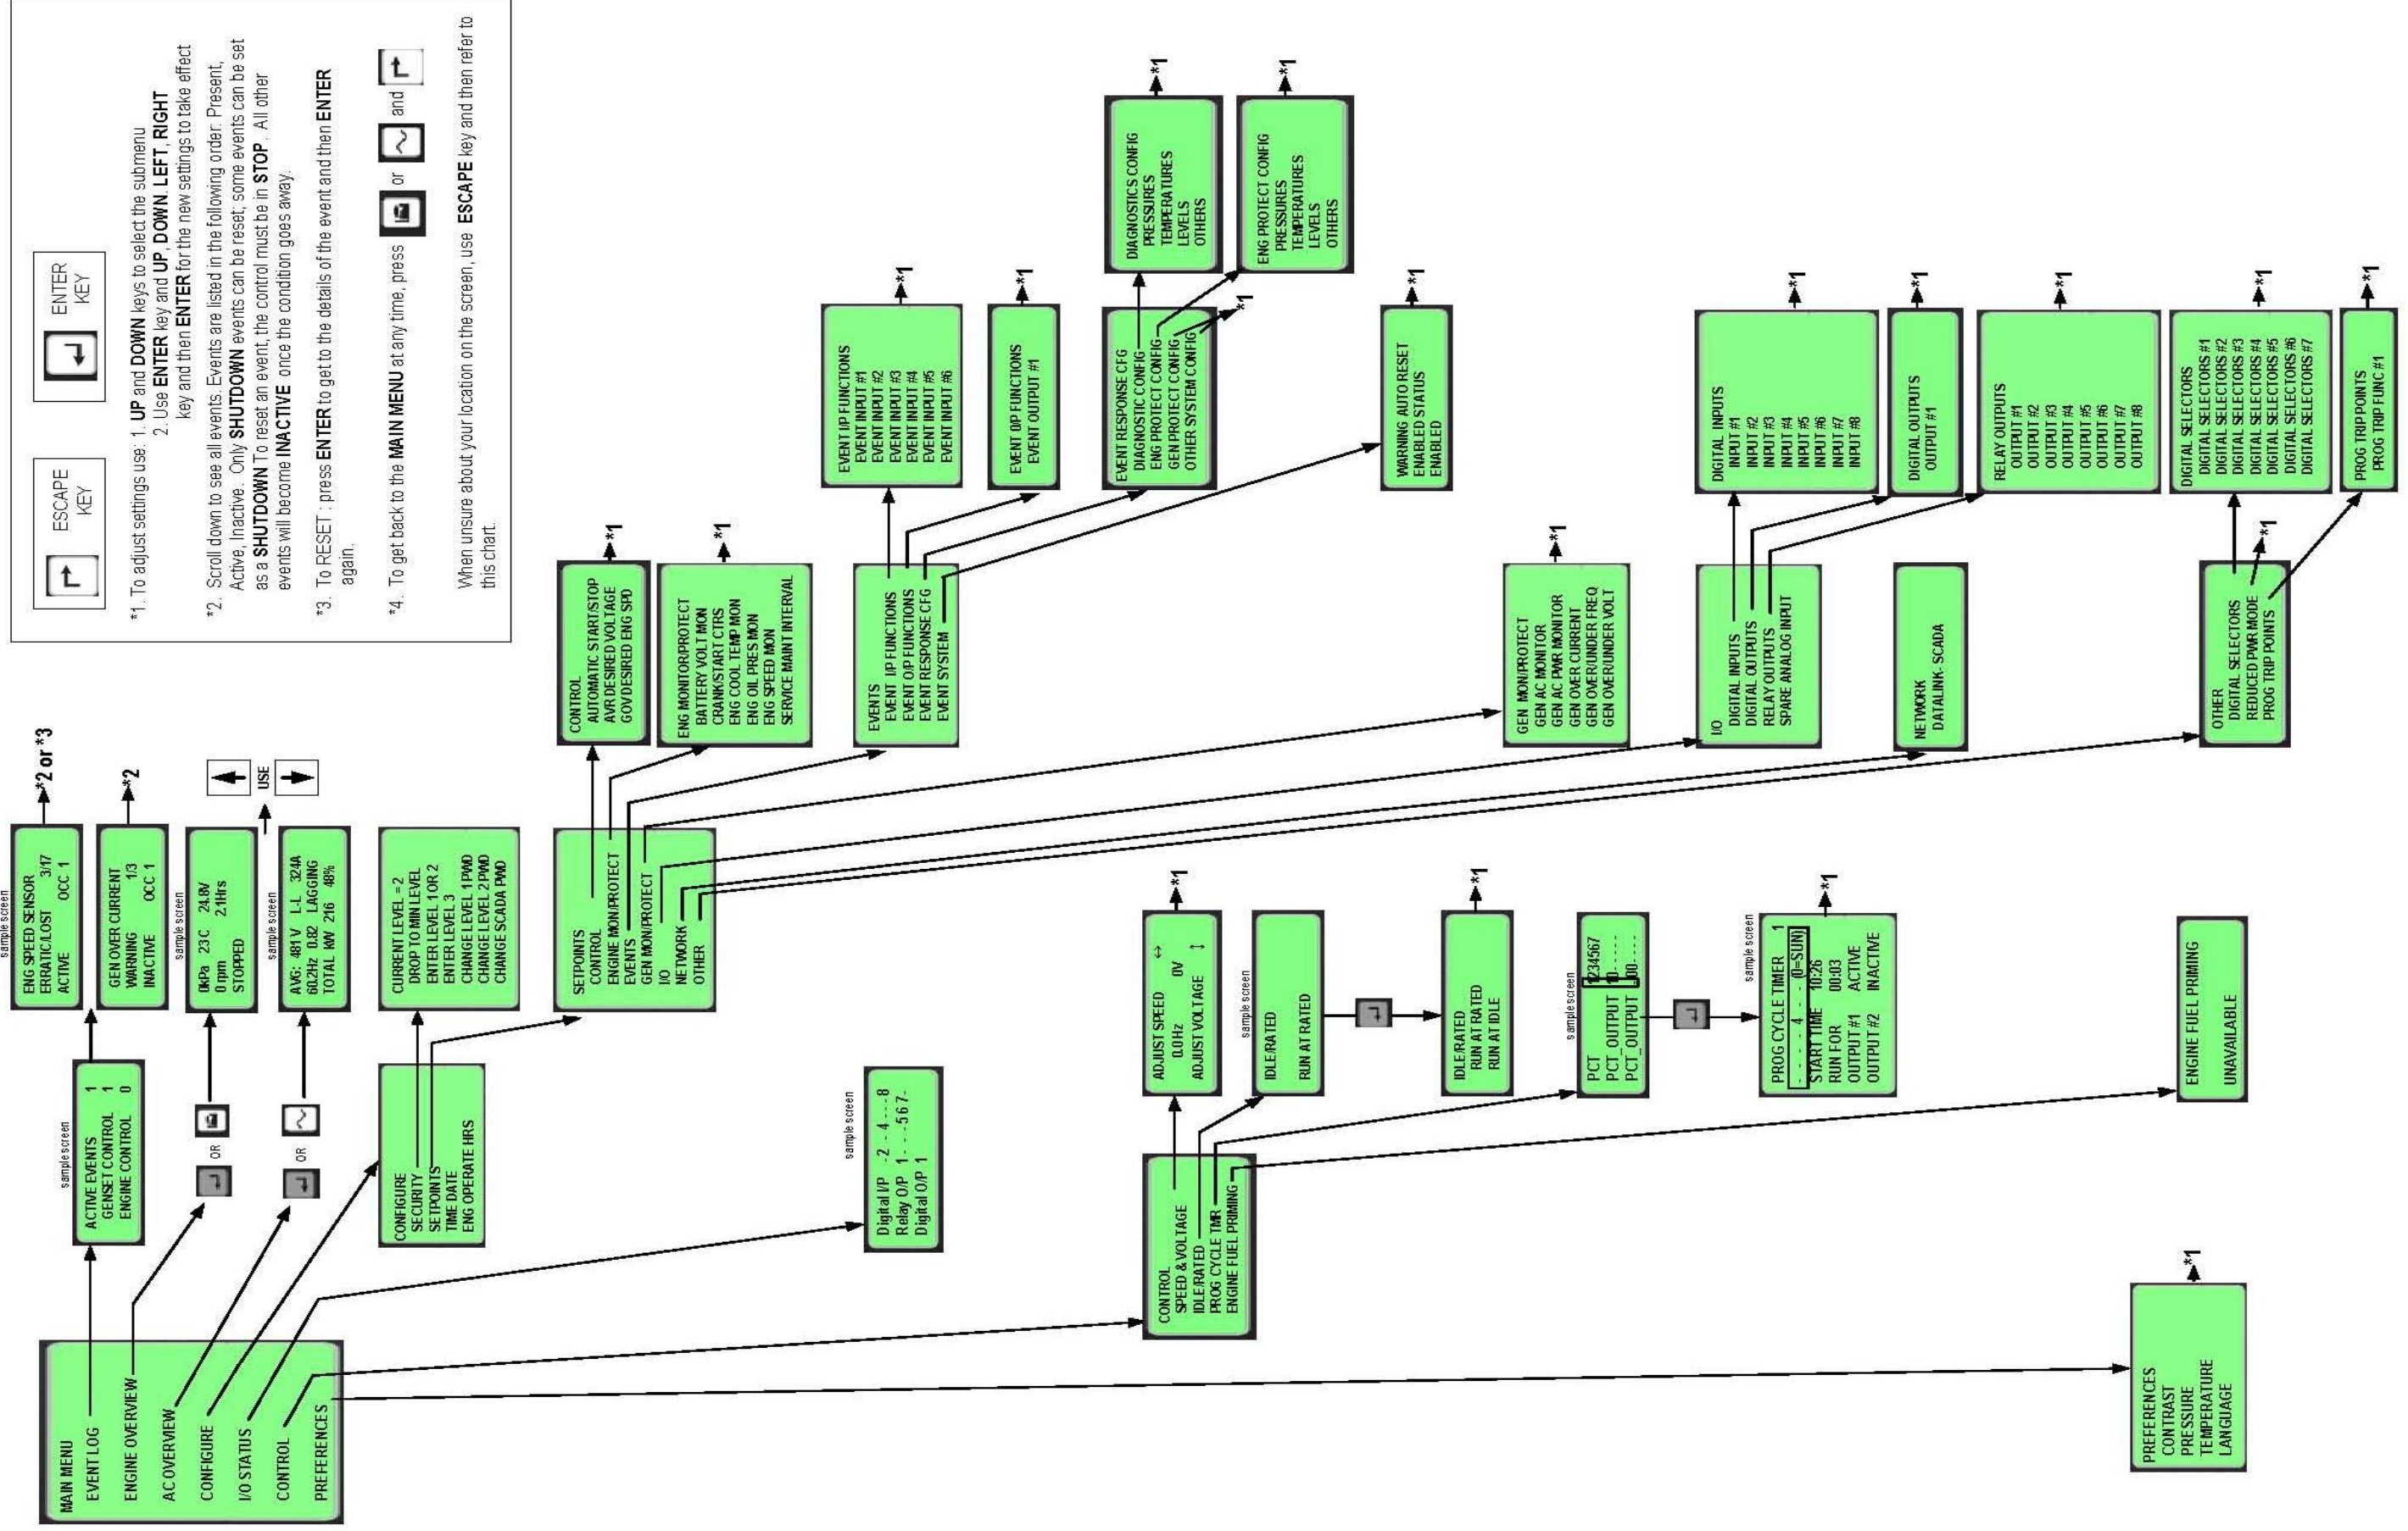 ESCAPE
KEY
ENTER
KEY
*1. To adjust settings use: 1. UP and DOWN keys to select the submenu
2. Use ENTER key and UP, DOWN. LEFT, RIGHT
key and then ENTER for the new settings to take effect
*2. Scroll down to see all events. Events are listed in the following order: Present,
Active, Inactive. Only SHUTDOWN events can be reset; some events can be set
as a SHUTDOWN To reset an event, the control must be in STOP . All other
events will become INACTIVE once the condition goes away.
*3. To RESET : press ENTER to get to the details of the event and then ENTER
again.
*4. To get back to the MAIN MENU at any time, press or and
When unsure about your location on the screen, use ESCAPE key and then refer to
this chart.
MAIN MENU
EVENT LOG
ENGINE OVERVIEW
AC OVERVIEW
CONFIGURE
I/O STATUS
CONTROL
PREFERENCES
sample screen
ACTIVE EVENTS 1
GENSET CONTROL 1
ENGINE CONTROL 0
sample screen
ENG SPEED SENSOR
ERRATIC/LOST 3/17
ACTIVE OCC 1
*2 or *3
GEN OVER CURRENT
WARNING 1/3
INACTIVE OCC 1
*2
OR
sample screen
0kPa 23 C 24.8V
0 rpm 2.1Hrs
STOPPED
OR
sample screen
AVG: 481 V L-L 324A
60.2Hz 0.82 LAGGING
TOTAL kW 216 48%
USE
CONFIGURE
SECURITY
SETPOINTS
TIME DATE
ENG OPERATE HRS
CURRENT LEVEL = 2
DROP TO MIN LEVEL
ENTER LEVEL 1 OR 2
ENTER LEVEL 3
CHANGE LEVEL 1 PWD
CHANGE LEVEL 2 PWD
CHANGE SCADA PWD
SETPOINTS
CONTROL
ENGINE MON/PROTECT
EVENTS
GEN MON/PROTECT
I/O
NETWORK
OTHER
CONTROL
AUTOMATIC START/STOP
AVR DESIRED VOLTAGE
GOV DESIRED ENG SPD
*1
ENG MONITOR/PROTECT
BATTERY VOLT MON
CRANK/START CTRS
ENG COOL TEMP MON
ENG OIL PRES MON
ENG SPEED MON
SERVICE MAINT INTERVAL
*1
EVENTS
EVENT I/P FUNCTIONS
EVENT O/P FUNCTIONS
EVENT RESPONSE CFG
EVENT SYSTEM
EVENT I/P FUNCTIONS
EVENT INPUT #1
EVENT INPUT #2
EVENT INPUT #3
EVENT INPUT #4
EVENT INPUT #5
EVENT INPUT #6
*1
EVENT O/P FUNCTIONS
EVENT OUTPUT #1
*1
EVENT RESPONSE CFG
DIAGNOSTIC CONFIG
ENG PROTECT CONFIG
GEN PROTECT CONFIG
OTHER SYSTEM CONFIG
*1
DIAGNOSTICS CONFIG
PRESSURES
TEMPERATURES
LEVELS
OTHERS
*1
ENG PROTECT CONFIG
PRESSURES
TEMPERATURES
LEVELS
OTHERS
*1
WARNING AUTO RESET
ENABLED STATUS
ENABLED
*1
GEN MON/PROTECT
GEN AC MONITOR
GEN AC PWR MONITOR
GEN OVER CURRENT
GEN OVER/UNDER FREQ
GEN OVER/UNDER VOLT
*1
I/O
DIGITAL INPUTS
DIGITAL OUTPUTS
RELAY OUTPUTS
SPARE ANALOG INPUT
DIGITAL INPUTS
INPUT #1
INPUT #2
INPUT #3
INPUT #4
INPUT #5
INPUT #6
INPUT #7
INPUT #8
*1
DIGITAL OUTPUTS
OUTPUT #1
*1
RELAY OUTPUTS
OUTPUT #1
OUTPUT #2
OUTPUT #3
OUTPUT #4
OUTPUT #5
OUTPUT #6
OUTPUT #7
OUTPUT #8
*1
NETWORK
DATALINK- SCADA
OTHER
DIGITAL SELECTORS
REDUCED PWR MODE
PROG TRIP POINTS
*1
DIGITAL SELECTORS
DIGITAL SELECTORS #1
DIGITAL SELECTORS #2
DIGITAL SELECTORS #3
DIGITAL SELECTORS #4
DIGITAL SELECTORS #5
DIGITAL SELECTORS #6
DIGITAL SELECTORS #7
*1
PROG TRIP POINTS
PROG TRIP FUNC #1
*1
sample screen
Digital I/P -2 - 4 - - - 8
Relay O/P 1 - - - 5 6 7 -
Digital O/P 1
CONTROL
SPEED & VOLTAGE
IDLE/RATED
PROG CYCLE TMR
ENGINE FUEL PRIMING
ADJUST SPEED ↔
0.0Hz 0V
ADJUST VOLTAGE ↕
*1
sample screen
IDLE/RATED
RUN AT RATED
IDLE/RATED
RUN AT RATED
RUN AT IDLE
*1
sample screen
PCT 1234567
PCT_OUTPUT 10-----
PCT_OUTPUT 00-----
sample screen
PROG CYCLE TIMER 1
- - - - 4 - - - (0=SUN)
START TIME 10:26
RUN FOR 00:03
OUTPUT #1 ACTIVE
OUTPUT #2 INACTIVE
*1
ENGINE FUEL PRIMING
UNAVAILABLE
PREFERENCES
CONTRAST
PRESSURE
TEMPERATURE
LANGUAGE
*1